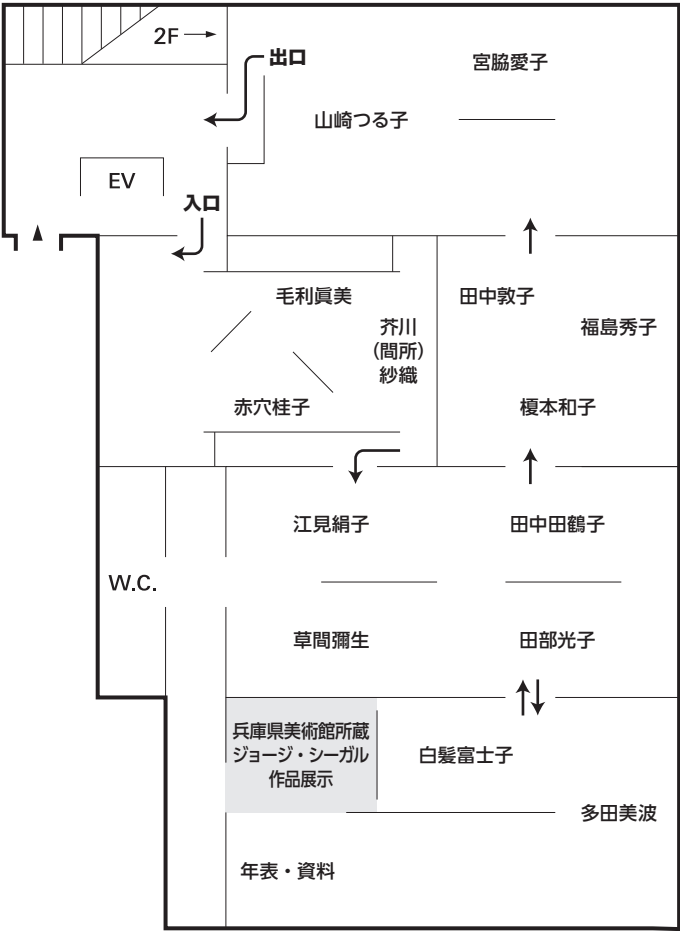 2F
出口
宮脇愛子
山崎つる子
EV
入口
毛利眞美
田中敦子
芥川
(間所)
紗織
福島秀子
赤穴桂子
榎本和子
江見絹子
田中田鶴子
W.C.
草間彌生
田部光子
兵庫県美術館所蔵
ジョージ・シーガル
作品展示
白髪富士子
多田美波
年表・資料